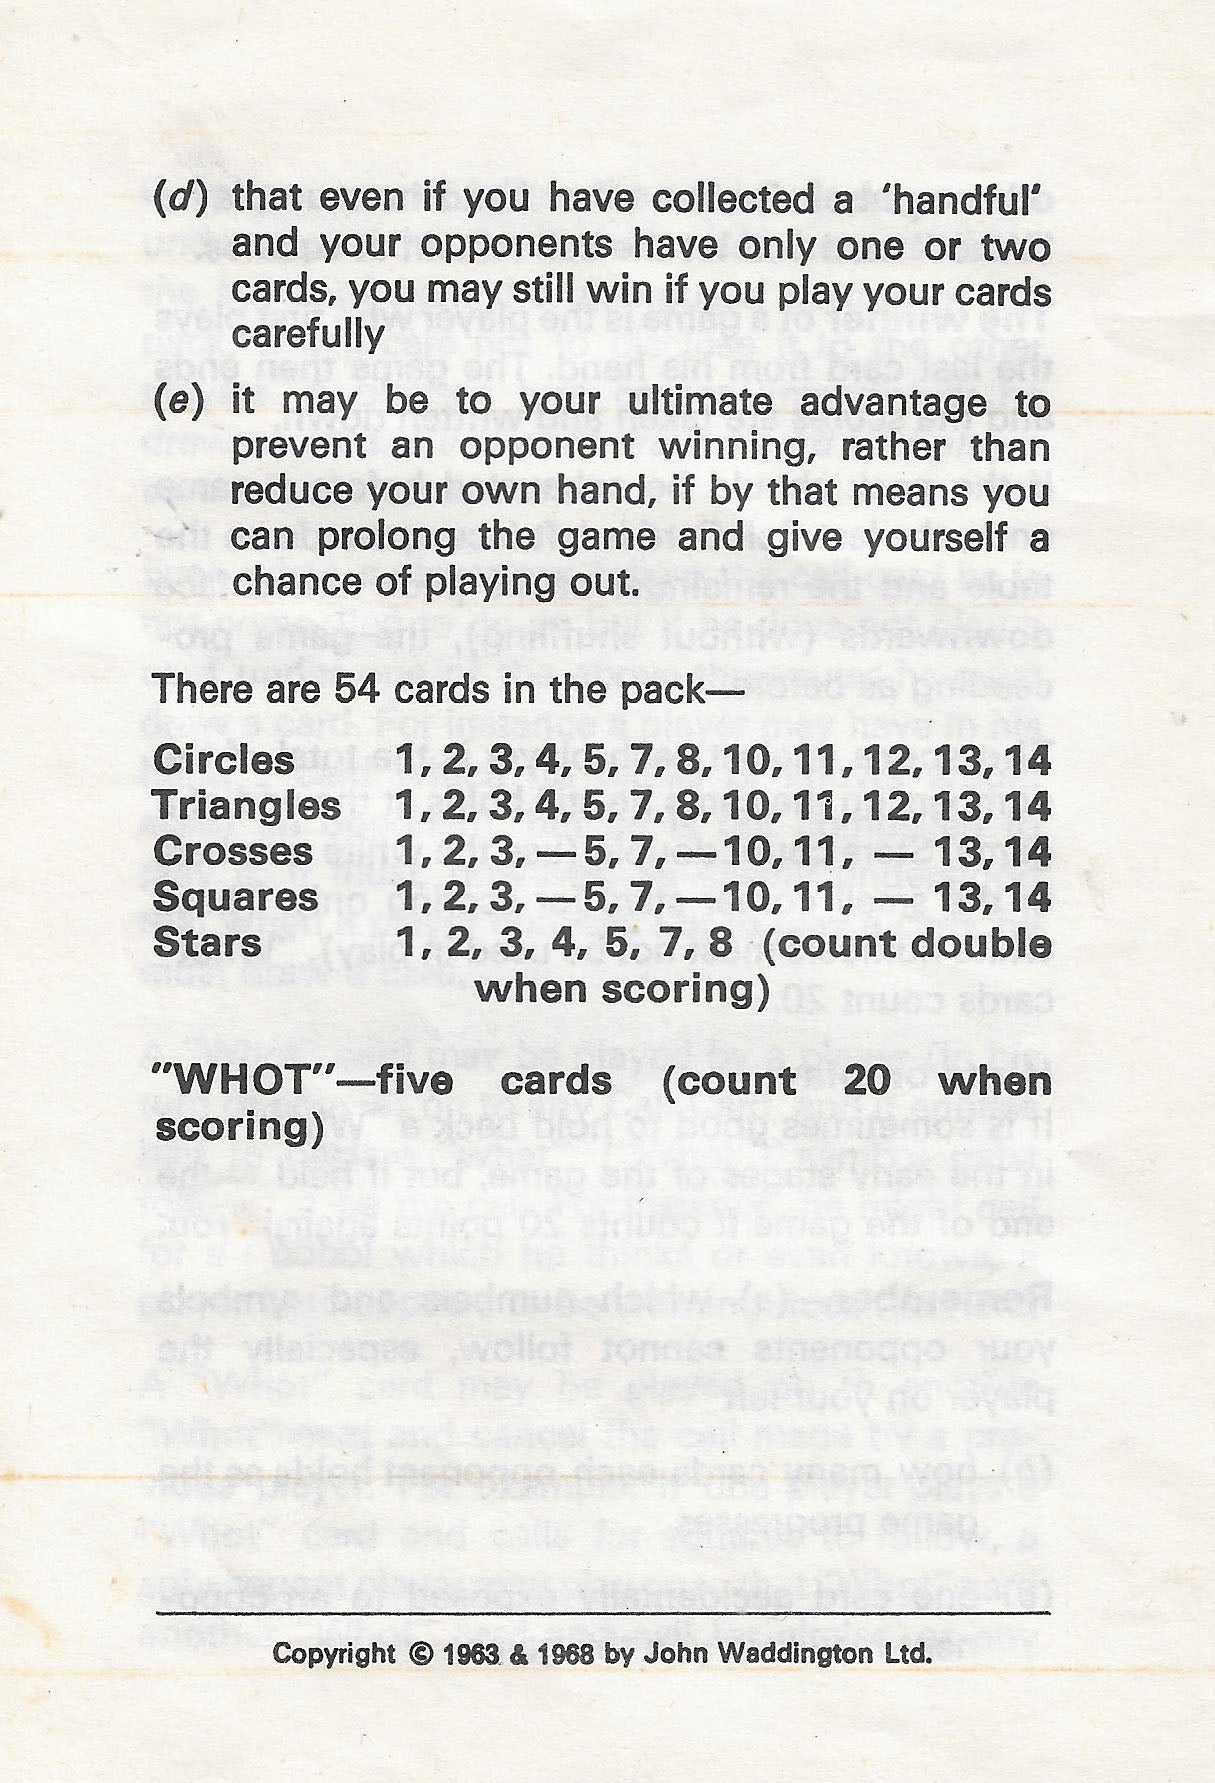 (d) that even if you have collected a 'handful'
and your opponents have only one or two
cards, you may still win if you play your cards
carefully
(e) it may be to your ultimate advantage to
prevent an opponent winning, rather than
reduce your own hand, if by that means you
can prolong the game and give yourself a
chance of playing out.
There are 54 cards in the pack—
Circles 1, 2, 3, 4, 5, 7, 8, 10, 11, 12, 13, 14
Triangles 1, 2, 3, 4, 5, 7, 8, 10, 11, 12, 13, 14
Crosses 1, 2, 3, — 5, 7, — 10, 11, — 13, 14
Squares 1, 2, 3, — 5, 7, — 10, 11, — 13, 14
Stars 1, 2, 3, 4, 5, 7, 8 (count double
when scoring)
"WHOT"—five cards (count 20 when
scoring)
Copyright © 1963 & 1968 by John Waddington Ltd.